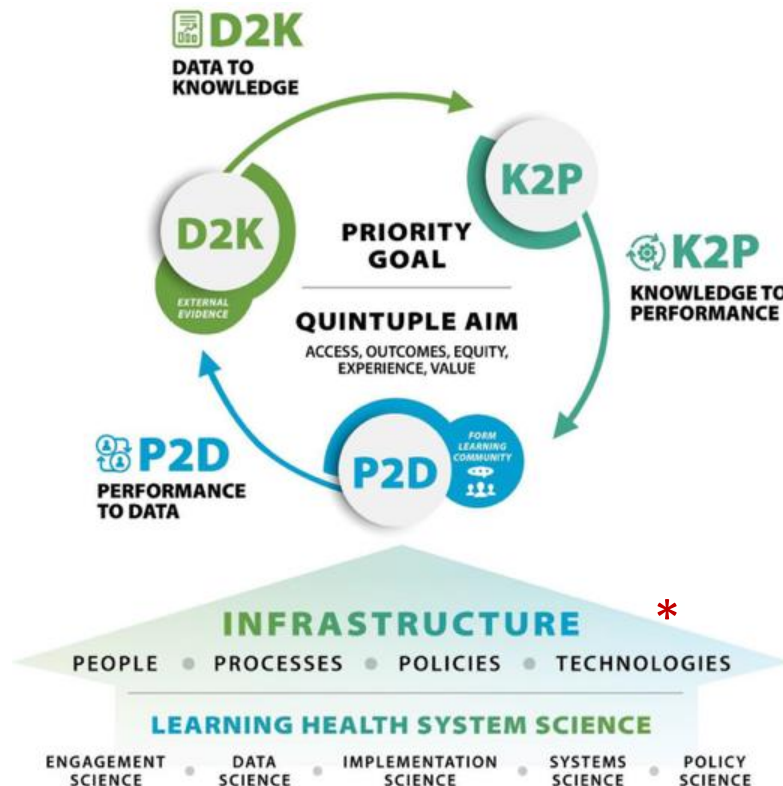 D2K
DATA TO
KNOWLEDGE
K2P
D2K
EXTERNAL
EVIDENCE
PRIORITY
GOAL
QUINTUPLE AIM
ACCESS, OUTCOMES, EQUITY,
EXPERIENCE, VALUE
K2P
KNOWLEDGE TO
PERFORMANCE
P2D
PERFORMANCE
TO DATA
P2D
FORM
LEARNING
COMMUNITY
INFRASTRUCTURE *
PEOPLE • PROCESSES • POLICIES • TECHNOLOGIES
LEARNING HEALTH SYSTEM SCIENCE
ENGAGEMENT
SCIENCE
•
DATA
SCIENCE
•
IMPLEMENTATION
SCIENCE
•
SYSTEMS
SCIENCE
•
POLICY
SCIENCE